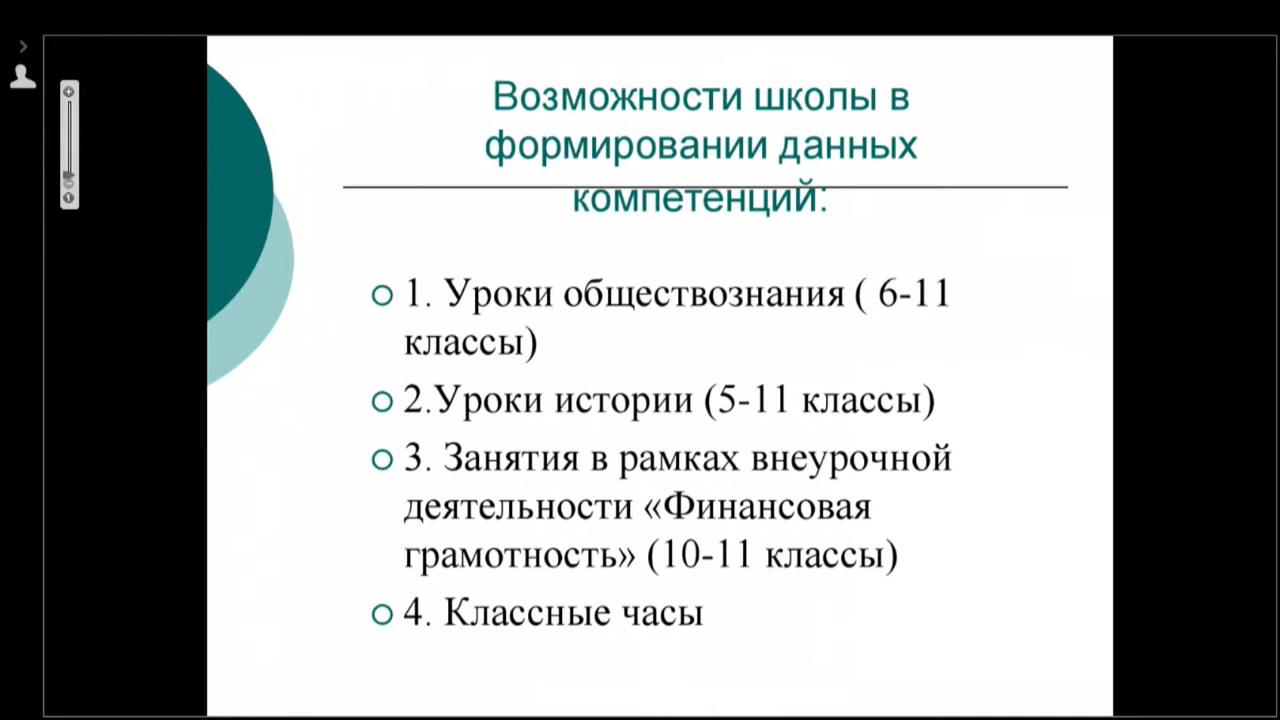 Возможности школы в
формировании данных
компетенций:
1. Уроки обществознания ( 6-11
классы)
2.Уроки истории (5-11 классы)
3. Занятия в рамках внеурочной
деятельности «Финансовая
грамотность» (10-11 классы)
4. Классные часы